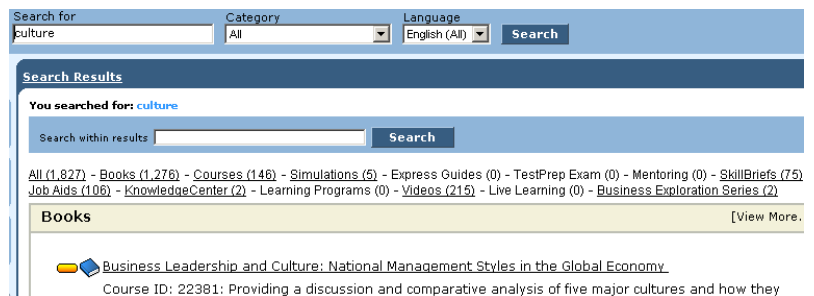 Search for Category Language
culture All English (All) Search
Search Results
You searched for: culture
Search within results Search
All (1,827) - Books (1,276) - Courses (146) - Simulations (5) - Express Guides (0) - TestPrep Exam (0) - Mentoring (0) - SkillBriefs (75)
Job Aids (106) - KnowledgeCenter (2) - Learning Programs (0) - Videos (215) - Live Learning (0) - Business Exploration Series (2)
Books [View More.
Business Leadership and Culture: National Management Styles in the Global Economy
Course ID: 22381: Providing a discussion and comparative analysis of five major cultures and how they